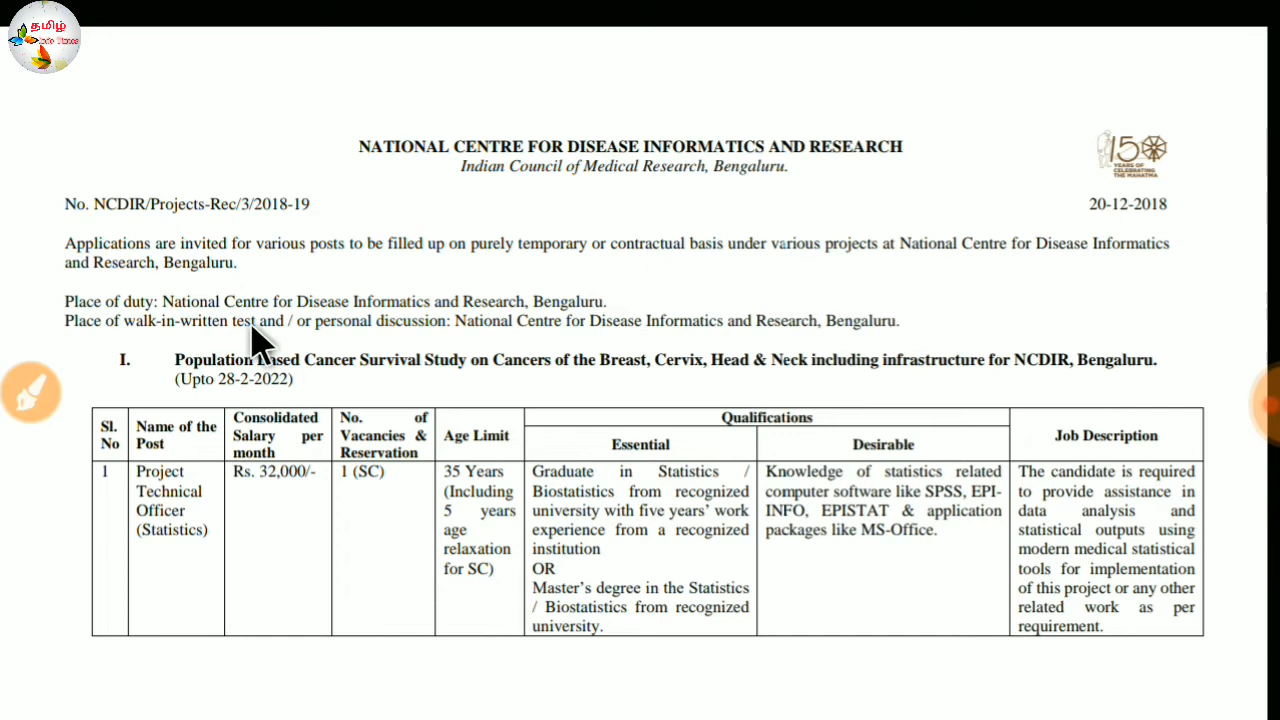 தமிழ்
Info Times
NATIONAL CENTRE FOR DISEASE INFORMATICS AND RESEARCH
Indian Council of Medical Research, Bengaluru.
150
YEARS OF
CELEBRATING
THE MAHATMA
No. NCDIR/Projects-Rec/3/2018-19
20-12-2018
Applications are invited for various posts to be filled up on purely temporary or contractual basis under various projects at National Centre for Disease Informatics
and Research, Bengaluru.
Place of duty: National Centre for Disease Informatics and Research, Bengaluru.
Place of walk-in-written test and / or personal discussion: National Centre for Disease Informatics and Research, Bengaluru.
I. Population Based Cancer Survival Study on Cancers of the Breast, Cervix, Head & Neck including infrastructure for NCDIR, Bengaluru.
(Upto 28-2-2022)
Sl.
No
Name of the
Post
Consolidated
Salary per
month
No. of
Vacancies &
Reservation
Age Limit
Qualifications
Essential
Desirable
Job Description
1
Project
Technical
Officer
(Statistics)
Rs. 32,000/-
1 (SC)
35 Years
(Including
5 years
age
relaxation
for SC)
Graduate in Statistics /
Biostatistics from recognized
university with five years' work
experience from a recognized
institution
OR
Master's degree in the Statistics
/ Biostatistics from recognized
university.
Knowledge of statistics related
computer software like SPSS, EPI-
INFO, EPISTAT & application
packages like MS-Office.
The candidate is required
to provide assistance in
data analysis and
statistical outputs using
modern medical statistical
tools for implementation
of this project or any other
related work as per
requirement.